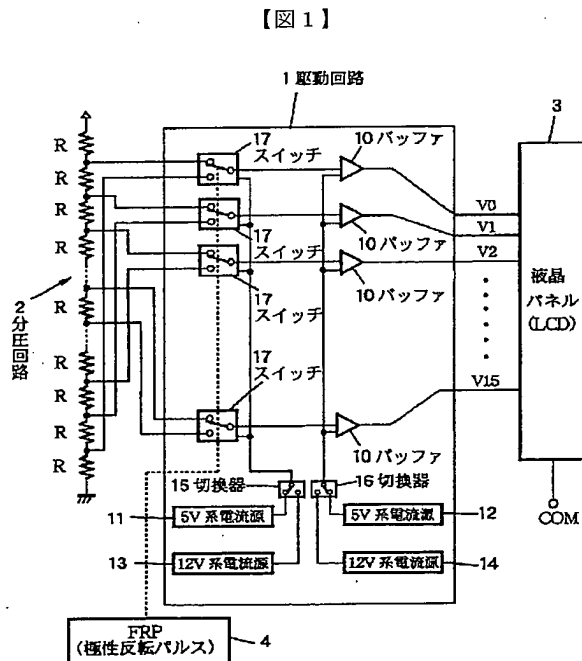 【図1】
1 駆動回路
3
17
スイッチ
10 バッファ
R
R
R
R
R
R
R
R
V0
17
スイッチ
10 バッファ
V1
V2
17
スイッチ
10 バッファ
2分圧回路
液晶
パネル
(LCD)
17
スイッチ
V15
10 バッファ
15 切換器
16 切換器
11
5V 系電流源
5V 系電流源
12
13
12V 系電流源
12V 系電流源
14
COM
FRP
(極性反転パルス)
4